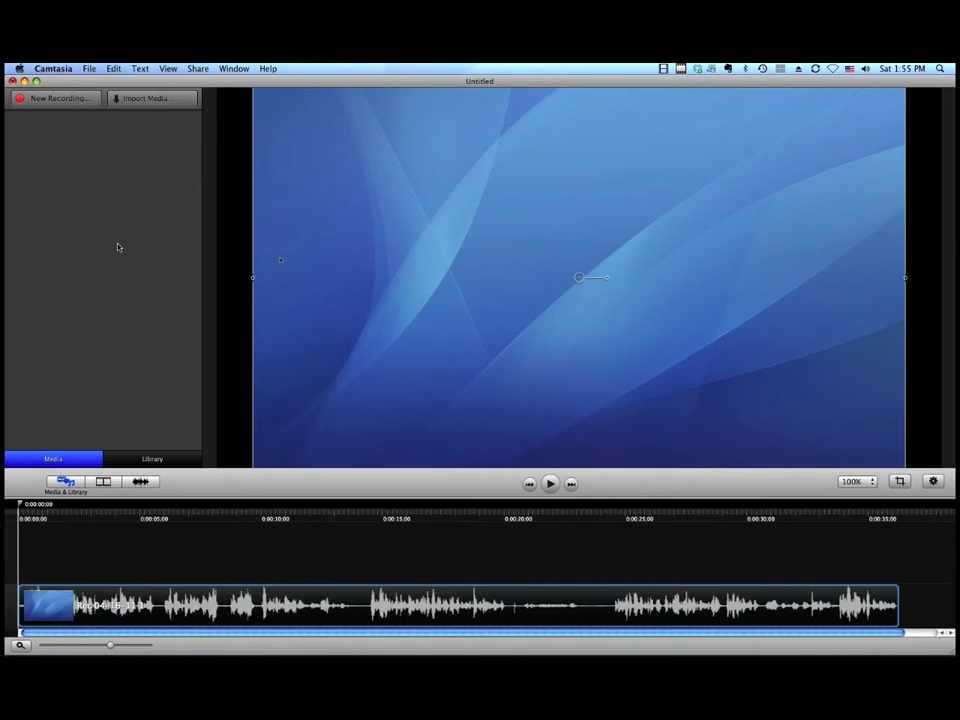 Camtasia File Edit Text View Share Window Help Sat 1:55 PM
Untitled
New Recording... Import Media...
Media Library
Media & Library
100%
0:00:00;00
0:00:00;00 0:00:05;00 0:00:10;00 0:00:15;00 0:00:20;00 0:00:25;00 0:00:30;00 0:00:35;00